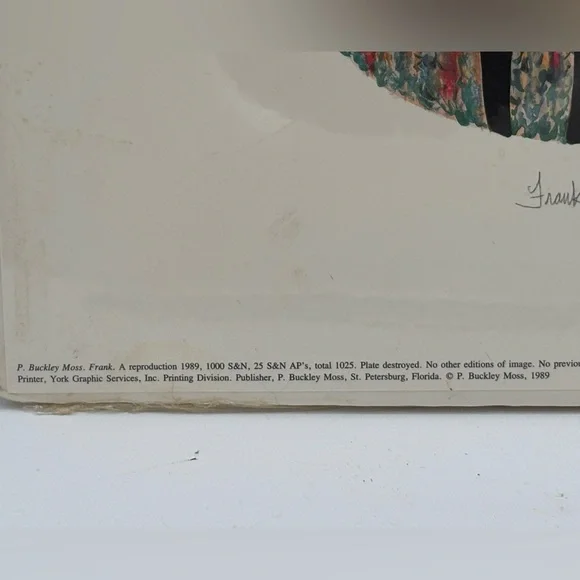 Frank
P. Buckley Moss. Frank. A reproduction 1989, 1000 S&N, 25 S&N AP's, total 1025. Plate destroyed. No other editions of image. No previou
Printer, York Graphic Services, Inc. Printing Division. Publisher, P. Buckley Moss, St. Petersburg, Florida. © P. Buckley Moss, 1989